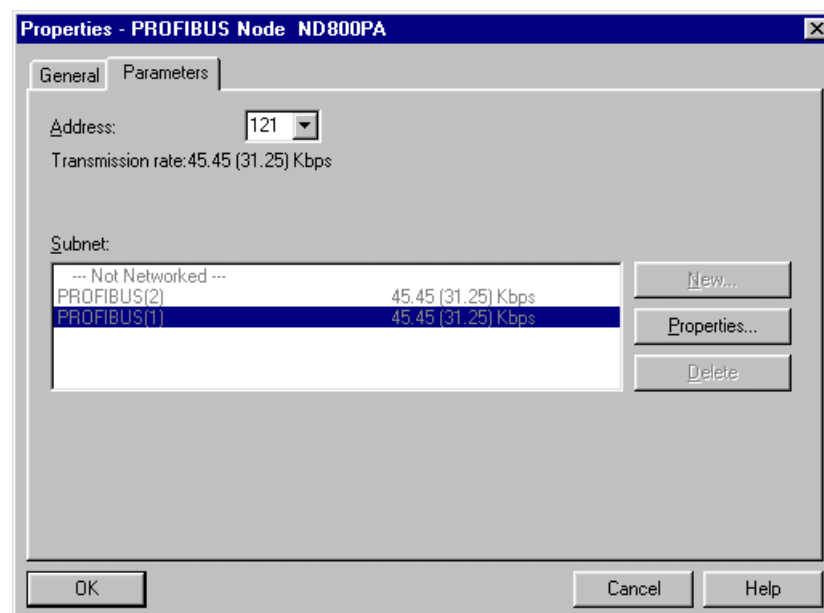 Properties - PROFIBUS Node ND800PA
General Parameters
Address: 121
Transmission rate:45.45 (31.25) Kbps
Subnet:
--- Not Networked ---
PROFIBUS(2) 45.45 (31.25) Kbps
PROFIBUS(1) 45.45 (31.25) Kbps
New...
Properties...
Delete
OK Cancel Help